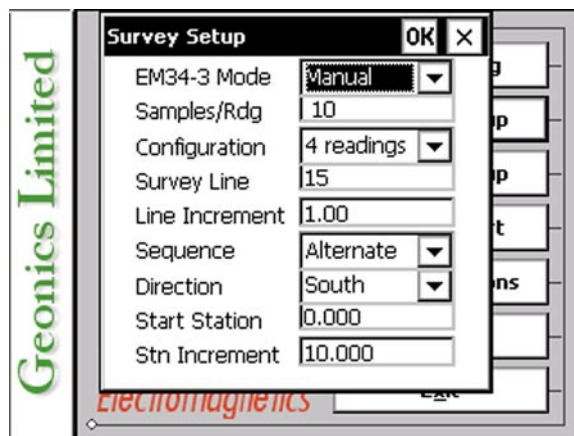 Geonics Limited
Survey Setup OK ×
EM34-3 Mode Manual
Samples/Rdg 10
Configuration 4 readings
Survey Line 15
Line Increment 1.00
Sequence Alternate
Direction South
Start Station 0.000
Stn Increment 10.000
Electromagnetics
Exit